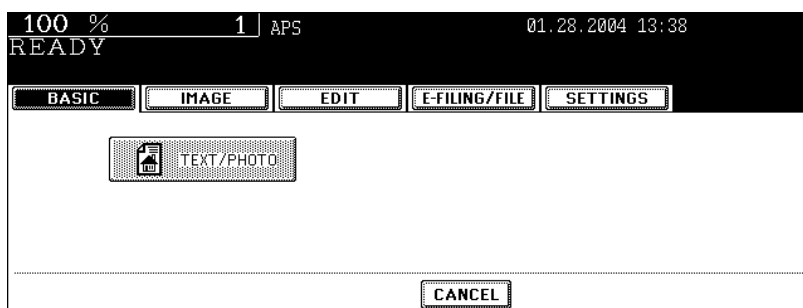 100 % 1 APS 01.28.2004 13:38
READY
BASIC IMAGE EDIT E-FILING/FILE SETTINGS
TEXT/PHOTO
CANCEL